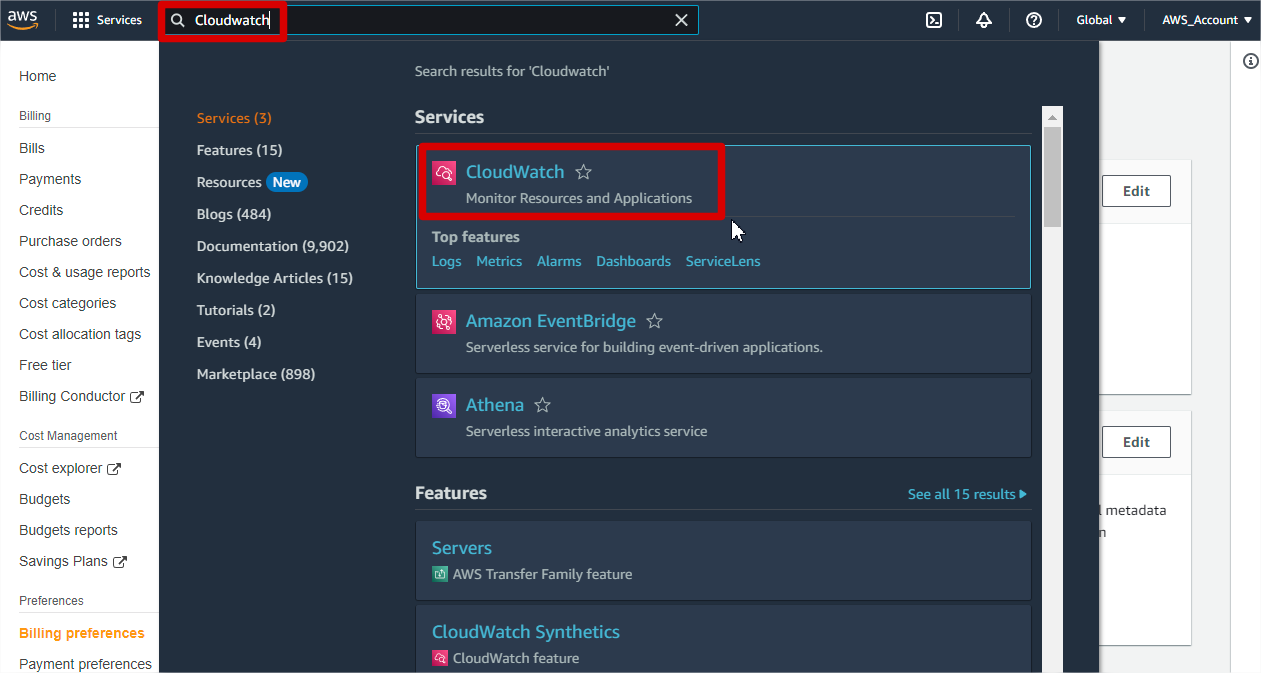 aws
Services
Cloudwatch
Global
AWS_Account
Home
Billing
Bills
Payments
Credits
Purchase orders
Cost & usage reports
Cost categories
Cost allocation tags
Free tier
Billing Conductor
Cost Management
Cost explorer
Budgets
Budgets reports
Savings Plans
Preferences
Billing preferences
Payment preferences
Search results for 'Cloudwatch'
Services (3)
Features (15)
Resources New
Blogs (484)
Documentation (9,902)
Knowledge Articles (15)
Tutorials (2)
Events (4)
Marketplace (898)
Services
CloudWatch
Monitor Resources and Applications
Top features
Logs Metrics Alarms Dashboards ServiceLens
Amazon EventBridge
Serverless service for building event-driven applications.
Athena
Serverless interactive analytics service
Features
See all 15 results
Servers
AWS Transfer Family feature
CloudWatch Synthetics
CloudWatch feature
Edit
Edit
metadata